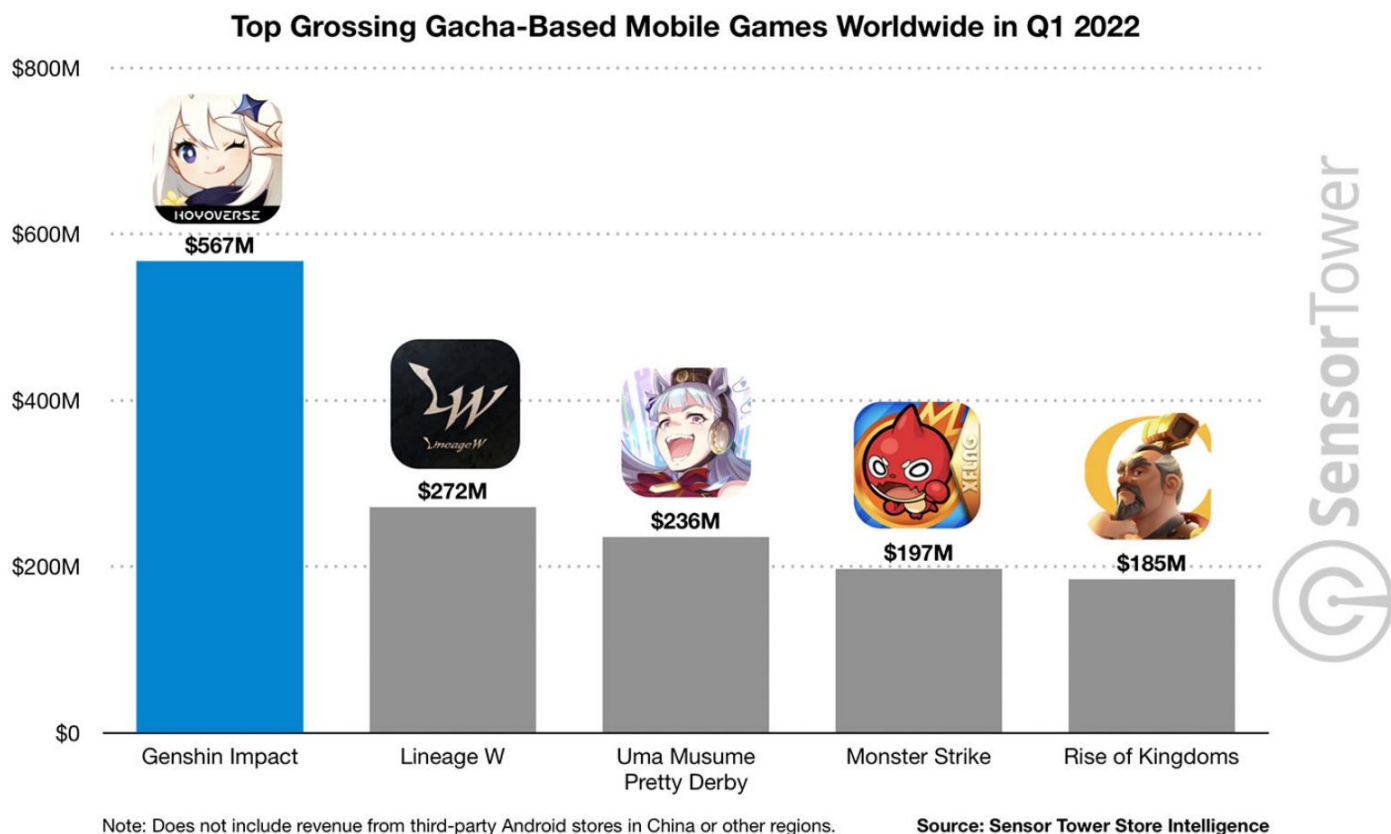 Top Grossing Gacha-Based Mobile Games Worldwide in Q1 2022
$800M
$600M
$400M
$200M
$0
HOYOVERSE
$567M
LineageW
$272M
$236M
XFLAG
$197M
$185M
Genshin Impact
Lineage W
Uma Musume
Pretty Derby
Monster Strike
Rise of Kingdoms
Note: Does not include revenue from third-party Android stores in China or other regions.
Source: Sensor Tower Store Intelligence
SensorTower